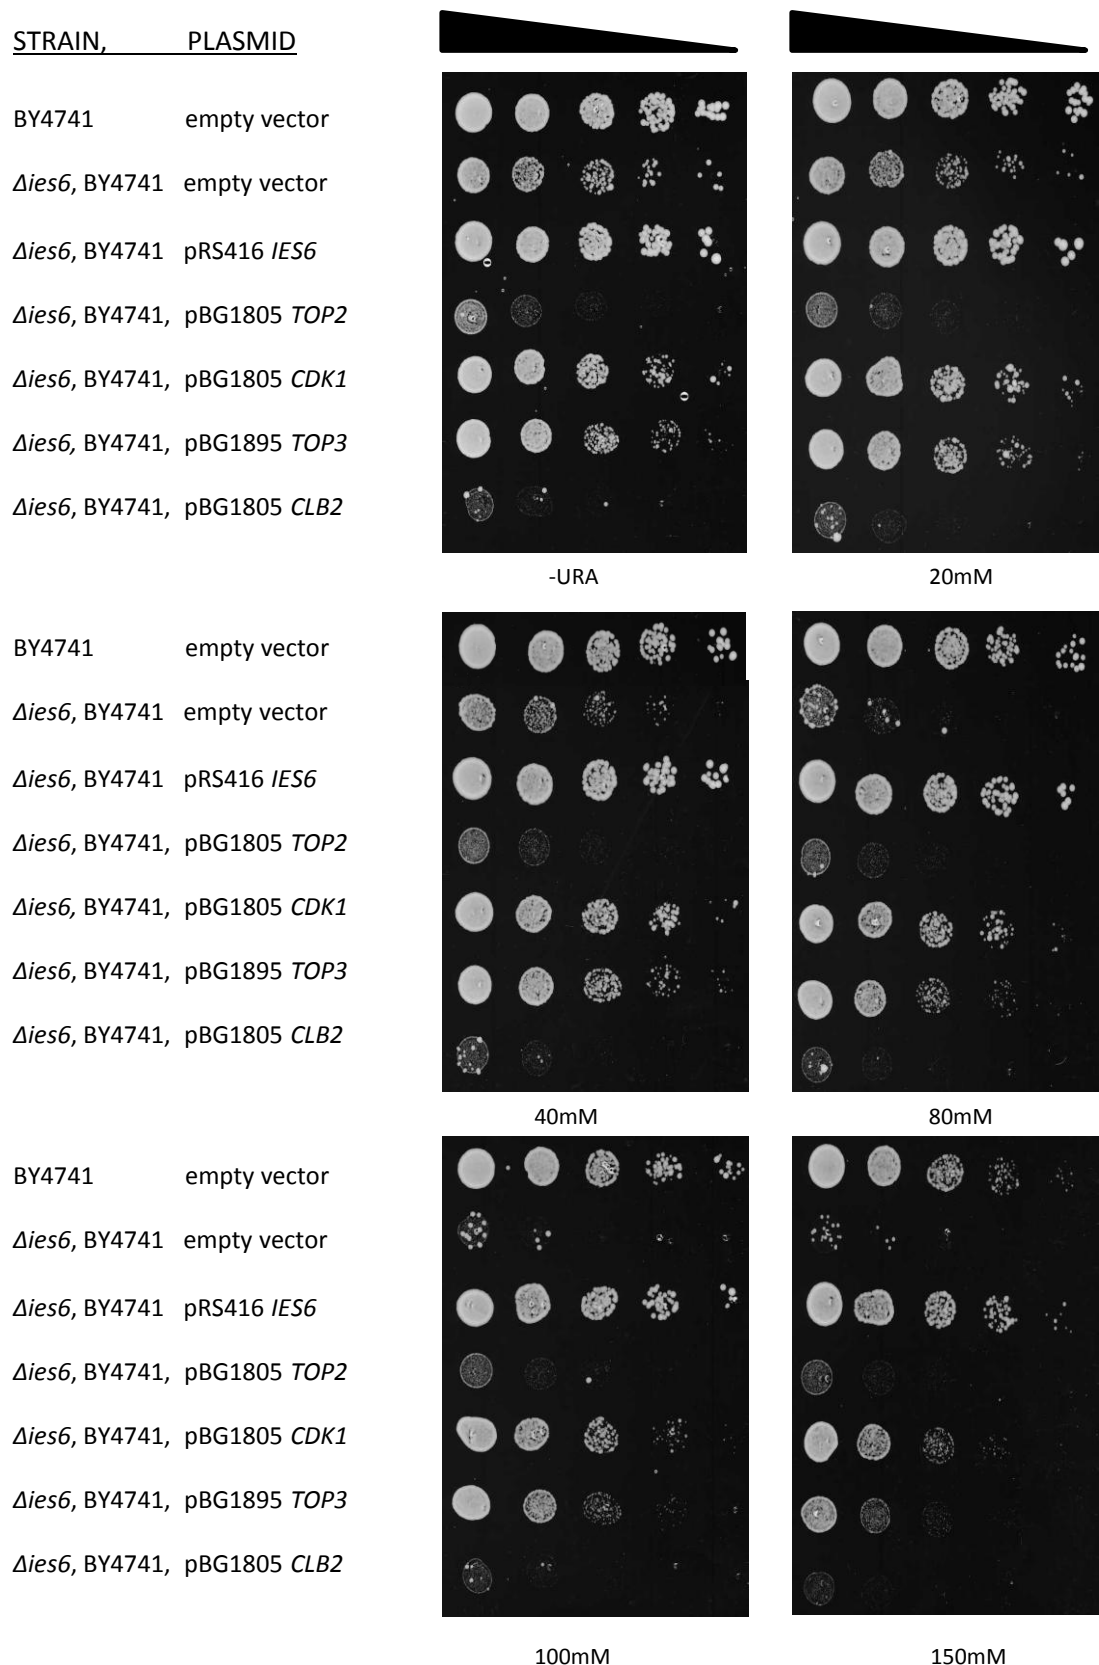 STRAIN, PLASMID
BY4741 empty vector
Δies6, BY4741 empty vector
Δies6, BY4741 pRS416 IES6
Δies6, BY4741, pBG1805 TOP2
Δies6, BY4741, pBG1805 CDK1
Δies6, BY4741, pBG1895 TOP3
Δies6, BY4741, pBG1805 CLB2
-URA 20mM
BY4741 empty vector
Δies6, BY4741 empty vector
Δies6, BY4741 pRS416 IES6
Δies6, BY4741, pBG1805 TOP2
Δies6, BY4741, pBG1805 CDK1
Δies6, BY4741, pBG1895 TOP3
Δies6, BY4741, pBG1805 CLB2
40mM 80mM
BY4741 empty vector
Δies6, BY4741 empty vector
Δies6, BY4741 pRS416 IES6
Δies6, BY4741, pBG1805 TOP2
Δies6, BY4741, pBG1805 CDK1
Δies6, BY4741, pBG1895 TOP3
Δies6, BY4741, pBG1805 CLB2
100mM 150mM